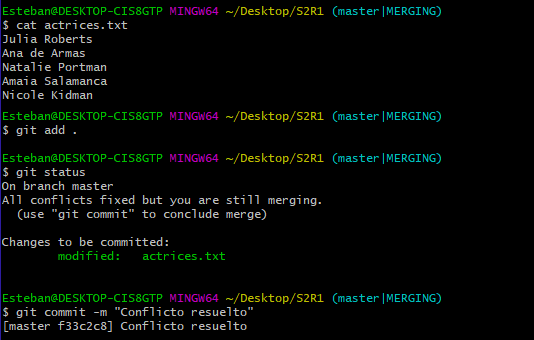 Esteban@DESKTOP-CIS8GTP MINGW64 ~/Desktop/S2R1 (master|MERGING)
$ cat actrices.txt
Julia Roberts
Ana de Armas
Natalie Portman
Amaia Salamanca
Nicole Kidman
Esteban@DESKTOP-CIS8GTP MINGW64 ~/Desktop/S2R1 (master|MERGING)
$ git add .
Esteban@DESKTOP-CIS8GTP MINGW64 ~/Desktop/S2R1 (master|MERGING)
$ git status
On branch master
All conflicts fixed but you are still merging.
  (use "git commit" to conclude merge)
Changes to be committed:
        modified:   actrices.txt
Esteban@DESKTOP-CIS8GTP MINGW64 ~/Desktop/S2R1 (master|MERGING)
$ git commit -m "Conflicto resuelto"
[master f33c2c8] Conflicto resuelto